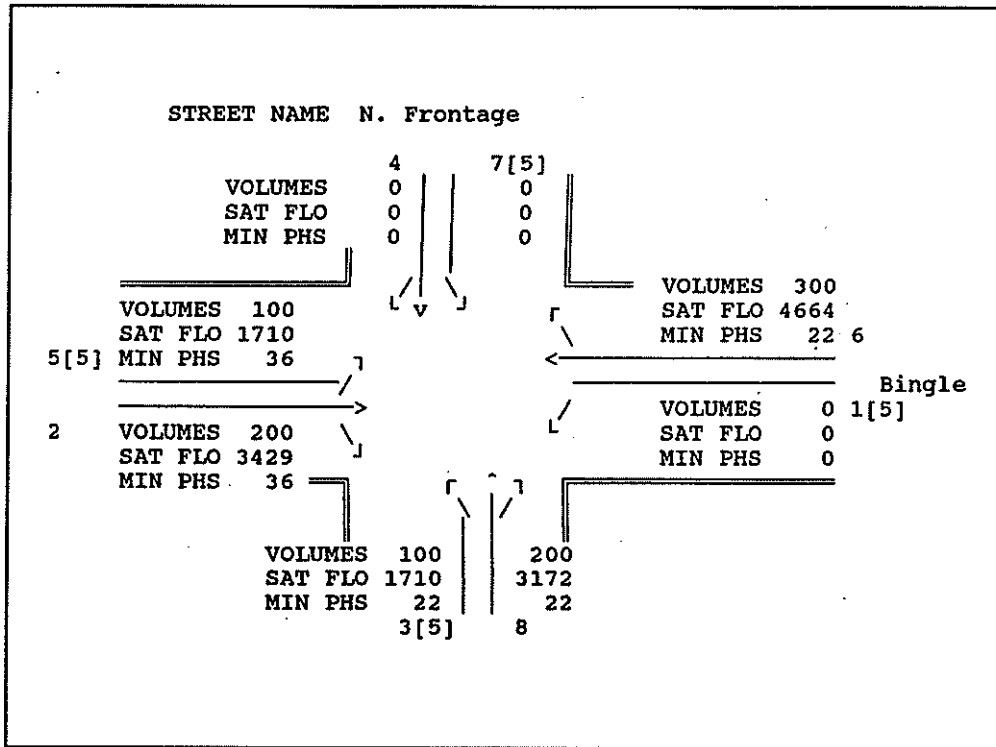 STREET NAME N. Frontage
4 7[5]
VOLUMES 0 0
SAT FLO 0 0
MIN PHS 0 0
VOLUMES 300
SAT FLO 4664
MIN PHS 22 6
VOLUMES 100
SAT FLO 1710
5[5] MIN PHS 36
Bingle
VOLUMES 0 1[5]
SAT FLO 0
MIN PHS 0
2 VOLUMES 200
SAT FLO 3429
MIN PHS 36
VOLUMES 100 200
SAT FLO 1710 3172
MIN PHS 22 22
3[5] 8